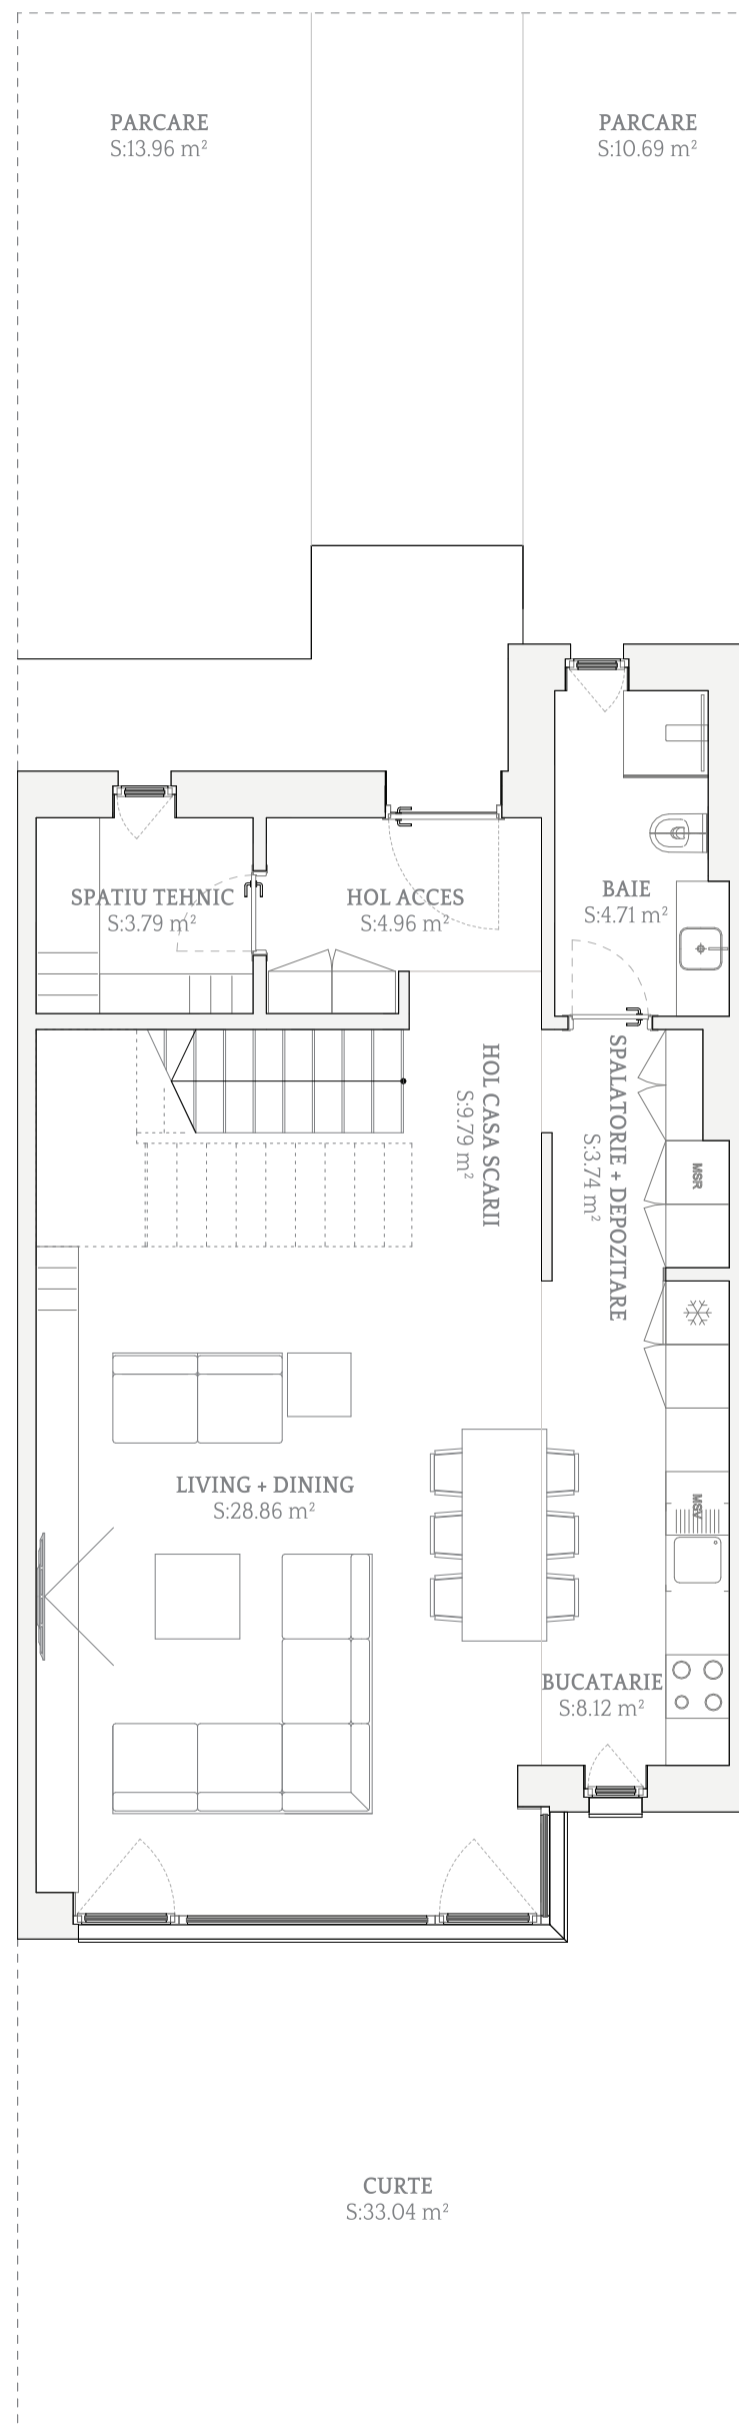 PARCARE
S:13.96 m²
PARCARE
S:10.69 m²
SPATIU TEHNIC
S:3.79 m²
HOL ACCES
S:4.96 m²
BAIE
S:4.71 m²
HOL CASA SCARII
S:9.79 m²
SPALATORIE + DEPOZITARE
S:3.74 m²
MSR
LIVING + DINING
S:28.86 m²
MSV
BUCATARIE
S:8.12 m²
CURTE
S:33.04 m²